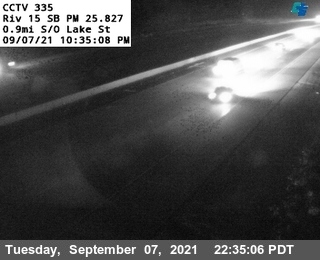 CCTV 335
Riv 15 SB PM 25.827
0.9mi S/O Lake St
09/07/21 10:35:08 PM
Tuesday, September 07, 2021 22:35:06 PDT